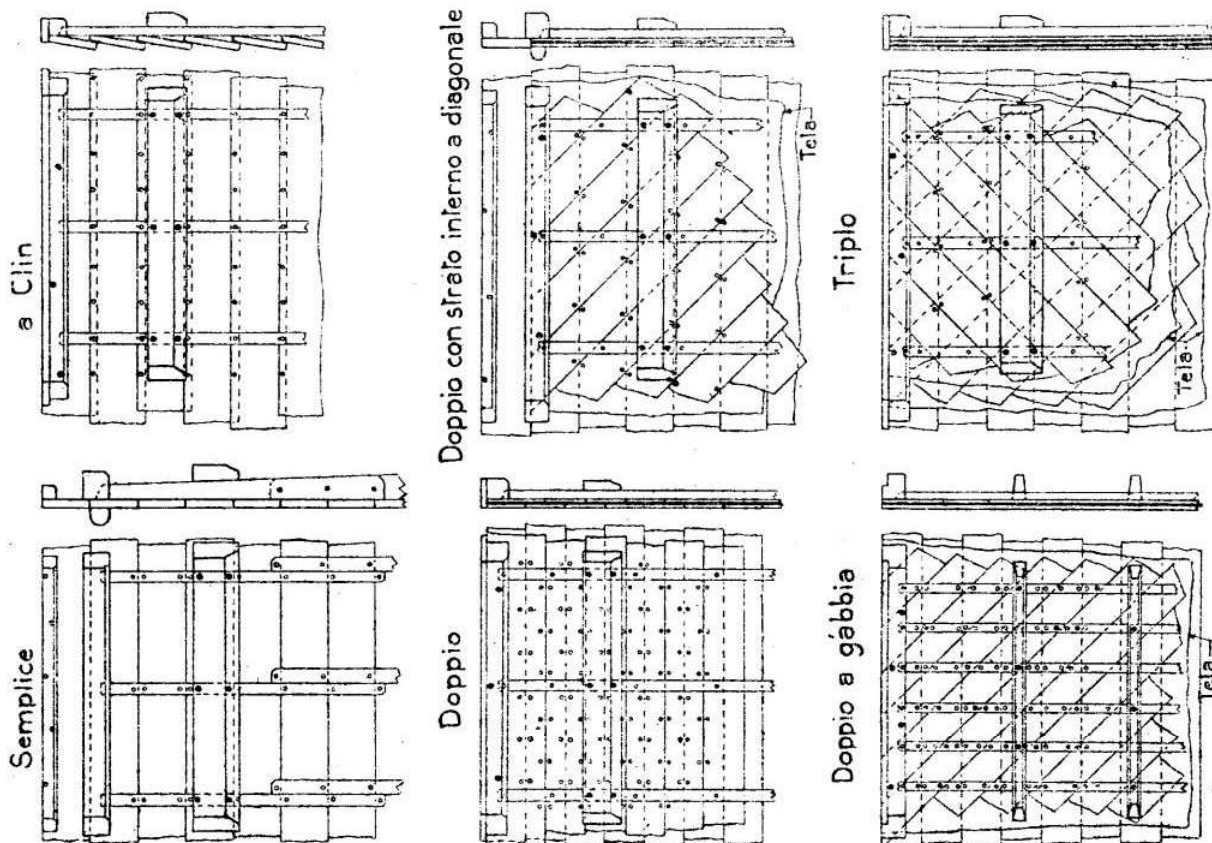 a Clin
Doppio con strato interno a diagonale
Tela
Triplo
Tela
Semplice
Doppio
Doppio a gàbbia
Tela